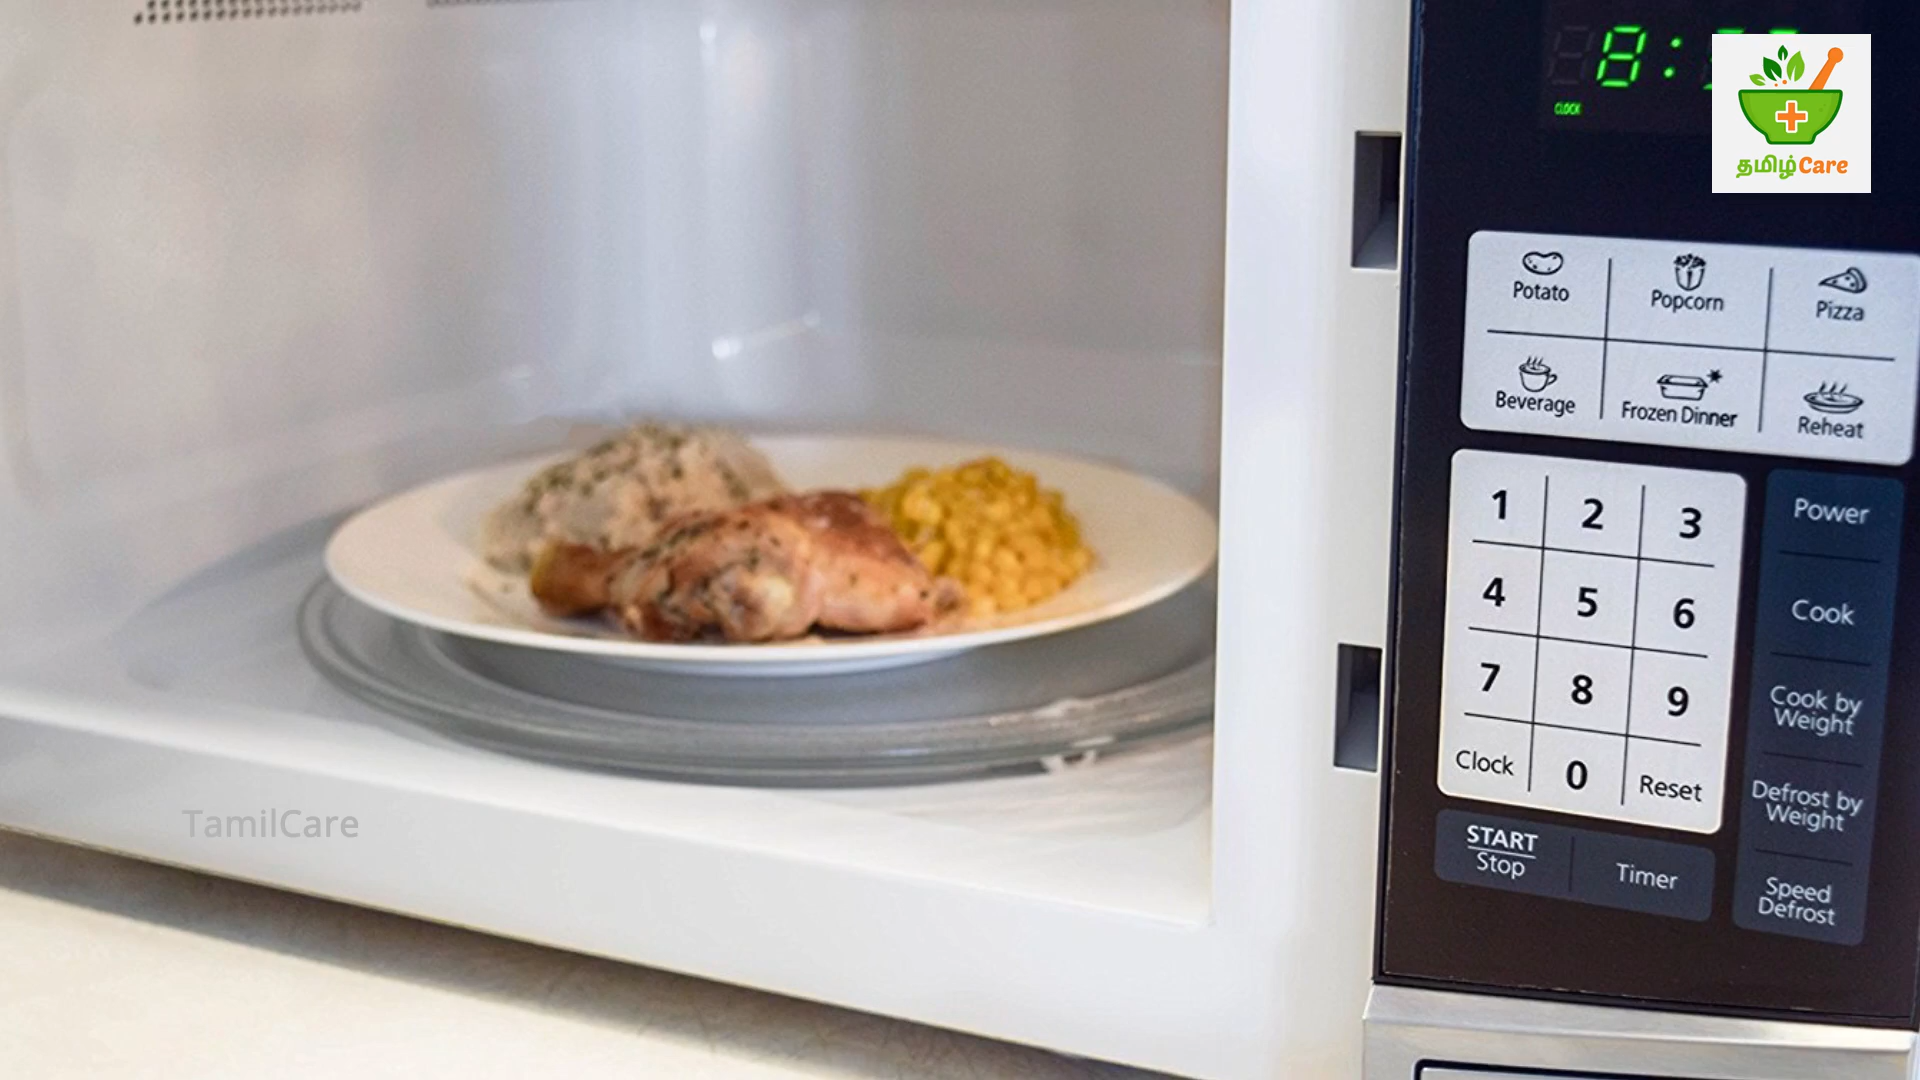 CLOCK
தமிழ்Care
Potato
Popcorn
Pizza
Beverage
Frozen Dinner
Reheat
1 2 3
4 5 6
7 8 9
Clock 0 Reset
Power
Cook
Cook by
Weight
Defrost by
Weight
Speed
Defrost
START
Stop
Timer
TamilCare